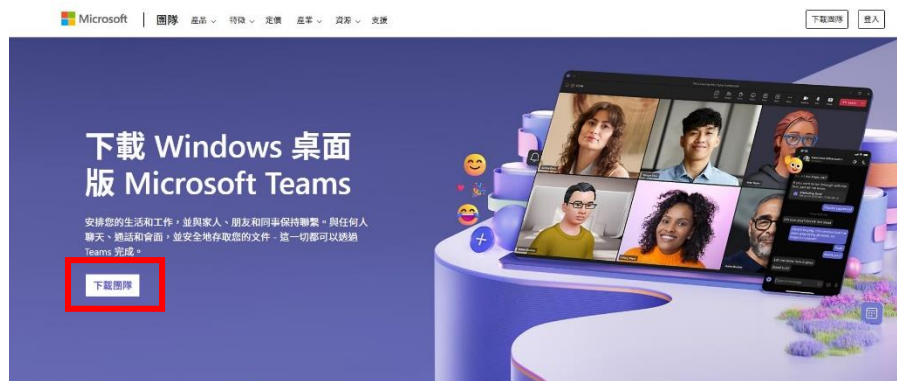 Microsoft 團隊 產品 特徵 定價 產業 資源 支援 下載團隊 登入
下載 Windows 桌面
版 Microsoft Teams
安排您的生活和工作，並與家人、朋友和同事保持聯繫。與任何人
聊天、通話和會面，並安全地存取您的文件 - 這一切都可以透過
Teams 完成。
下載團隊